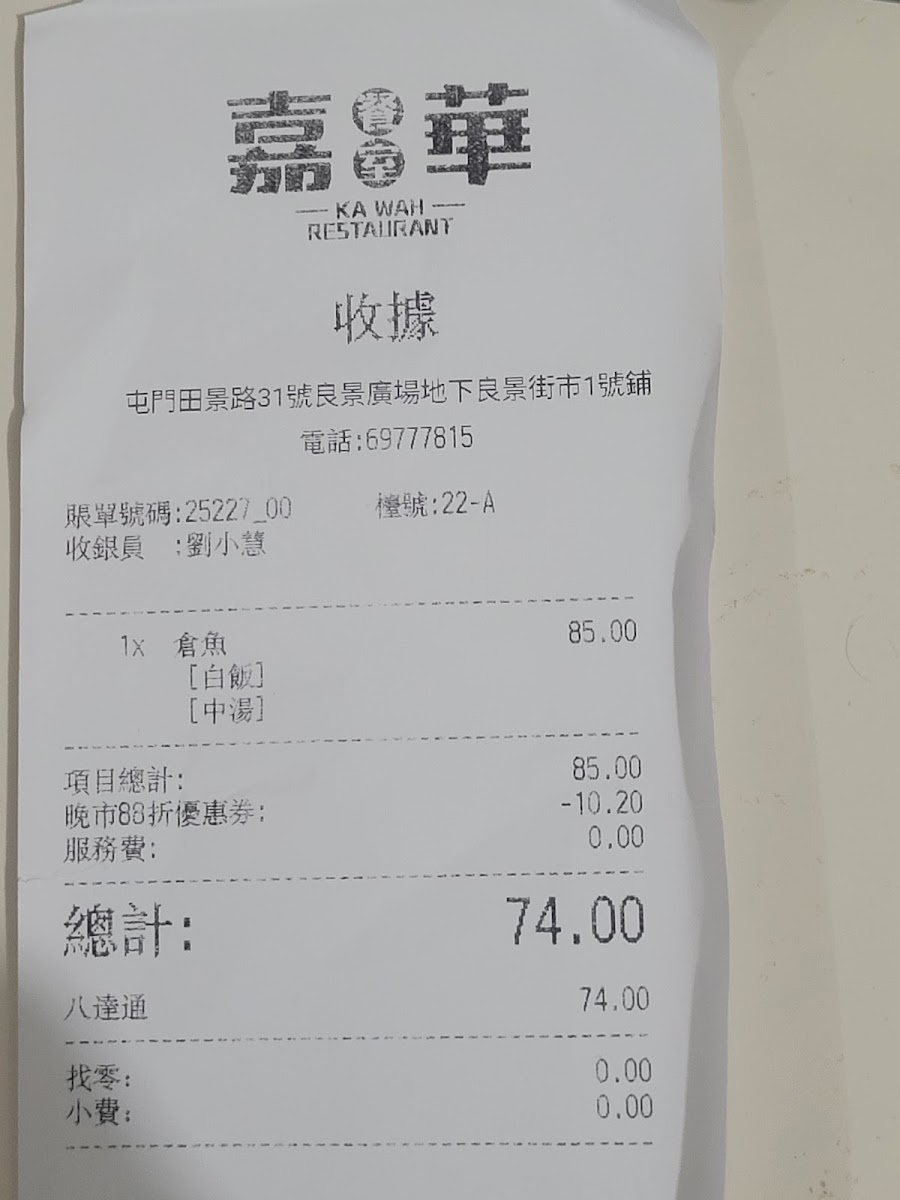 嘉餐室華
KA WAH
RESTAURANT
收據
屯門田景路31號良景廣場地下良景街市1號鋪
電話:69777815
賬單號碼:25227_00 檯號:22-A
收銀員 :劉小慧
1x 倉魚 85.00
[白飯]
[中湯]
項目總計: 85.00
晚市88折優惠券: -10.20
服務費: 0.00
總計: 74.00
八達通 74.00
找零: 0.00
小費: 0.00